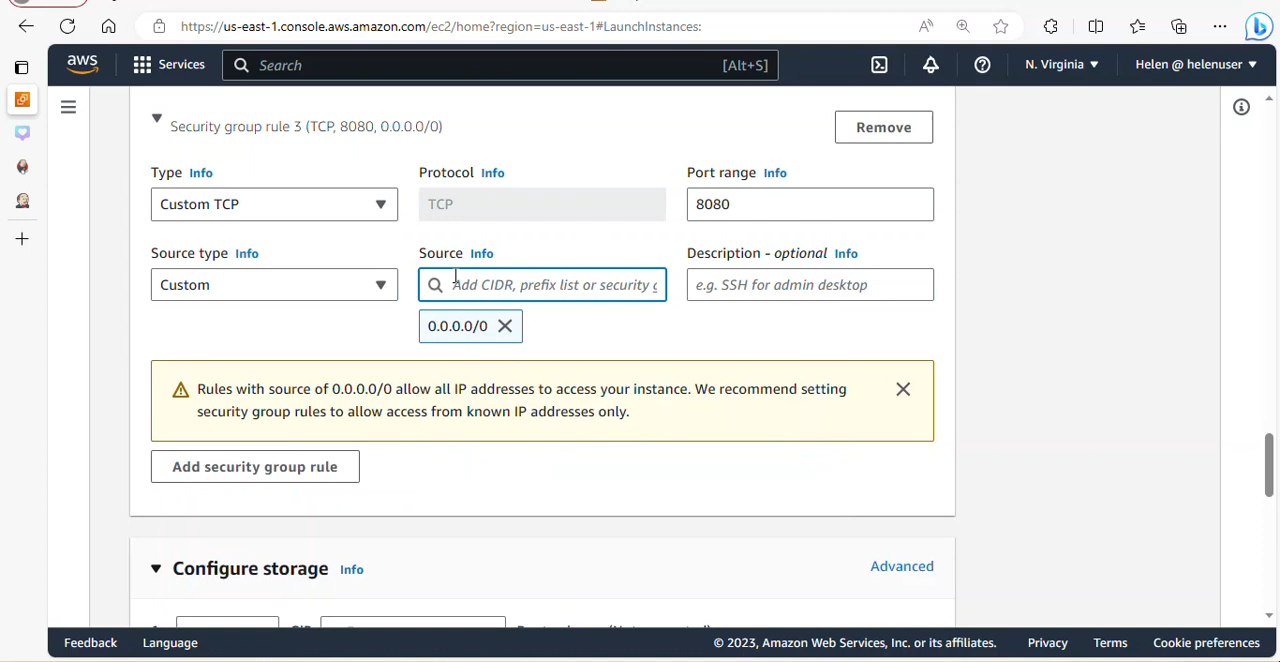 https://us-east-1.console.aws.amazon.com/ec2/home?region=us-east-1#LaunchInstances:
aws Services Search [Alt+S] N. Virginia Helen @ helenuser
Security group rule 3 (TCP, 8080, 0.0.0.0/0)
Remove
Type Info Protocol Info Port range Info
Custom TCP TCP 8080
Source type Info Source Info Description - optional Info
Custom Add CIDR, prefix list or security e.g. SSH for admin desktop
0.0.0.0/0
Rules with source of 0.0.0.0/0 allow all IP addresses to access your instance. We recommend setting
security group rules to allow access from known IP addresses only.
Add security group rule
Configure storage Info Advanced
Feedback Language © 2023, Amazon Web Services, Inc. or its affiliates. Privacy Terms Cookie preferences